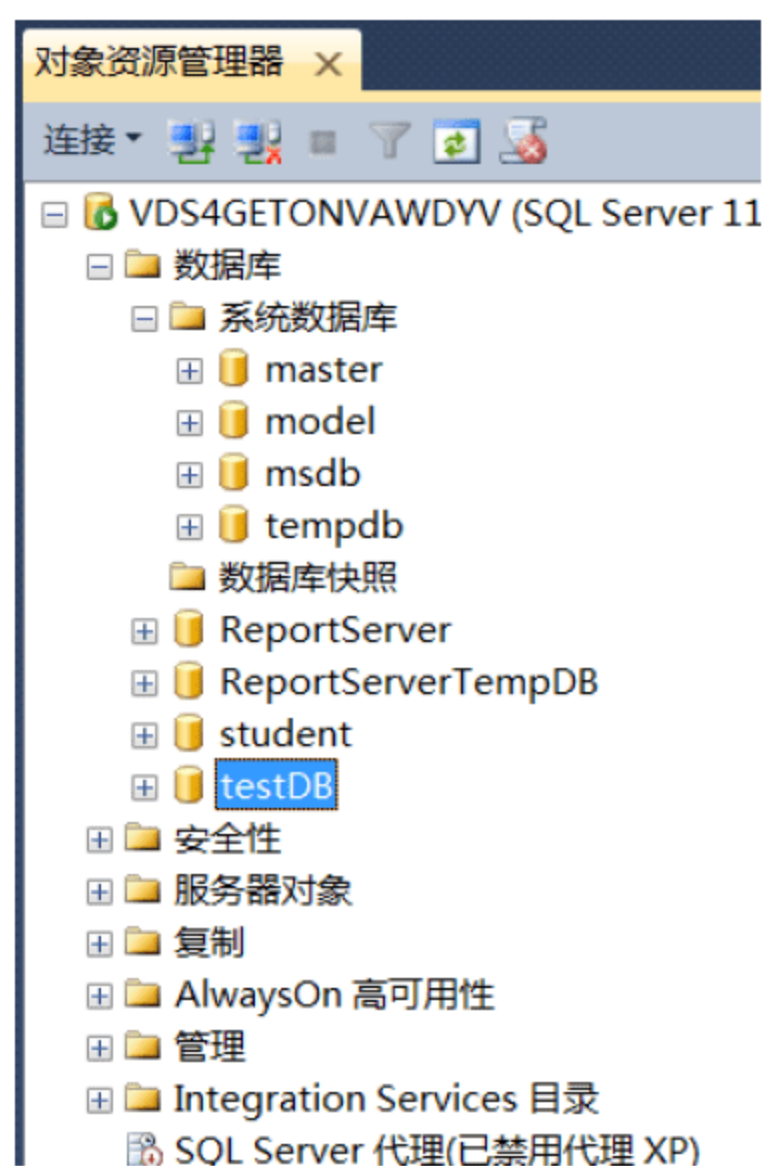 对象资源管理器
连接
VDS4GETONVAWDYV (SQL Server 11
数据库
系统数据库
master
model
msdb
tempdb
数据库快照
ReportServer
ReportServerTempDB
student
testDB
安全性
服务器对象
复制
AlwaysOn 高可用性
管理
Integration Services 目录
SQL Server 代理(已禁用代理 XP)